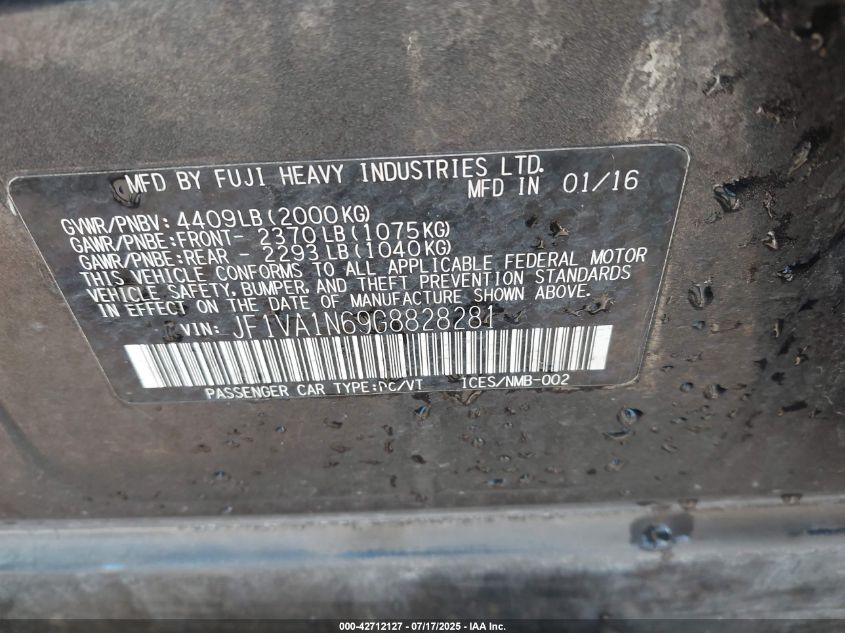 MFD BY FUJI HEAVY INDUSTRIES LTD.
MFD IN 01/16
GVWR/PNBV: 4409LB(2000KG)
GAWR/PNBE:FRONT- 2370LB(1075KG)
GAWR/PNBE:REAR - 2293LB(1040KG)
THIS VEHICLE CONFORMS TO ALL APPLICABLE FEDERAL MOTOR
VEHICLE SAFETY, BUMPER, AND THEFT PREVENTION STANDARDS
IN EFFECT ON THE DATE OF MANUFACTURE SHOWN ABOVE.
VIN: JF1VA1N69G8828281
PASSENGER CAR TYPE:PC/VT ICES/NMB-002
000-42712127 - 07/17/2025 - IAA Inc.